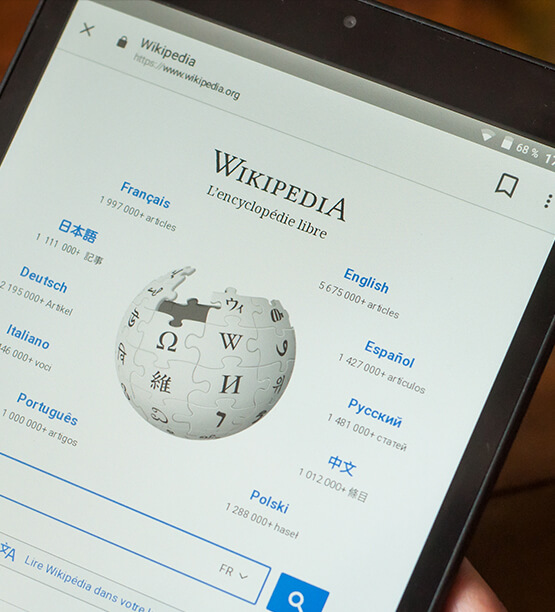 Wikipedia
https://www.wikipedia.org
68 %
WIKIPEDIA
L'encyclopédie libre
Français
1 997 000+ articles
日本語
1 111 000+ 記事
English
5 675 000+ articles
Deutsch
2 195 000+ Artikel
Español
1 427 000+ artículos
Italiano
446 000+ voci
Русский
1 481 000+ статей
Português
1 000 000+ artigos
中文
1 012 000+ 條目
Polski
1 288 000+ haseł
Ω
W
ウィ
維
И
7
FR
文A Lire Wikipédia dans votre l